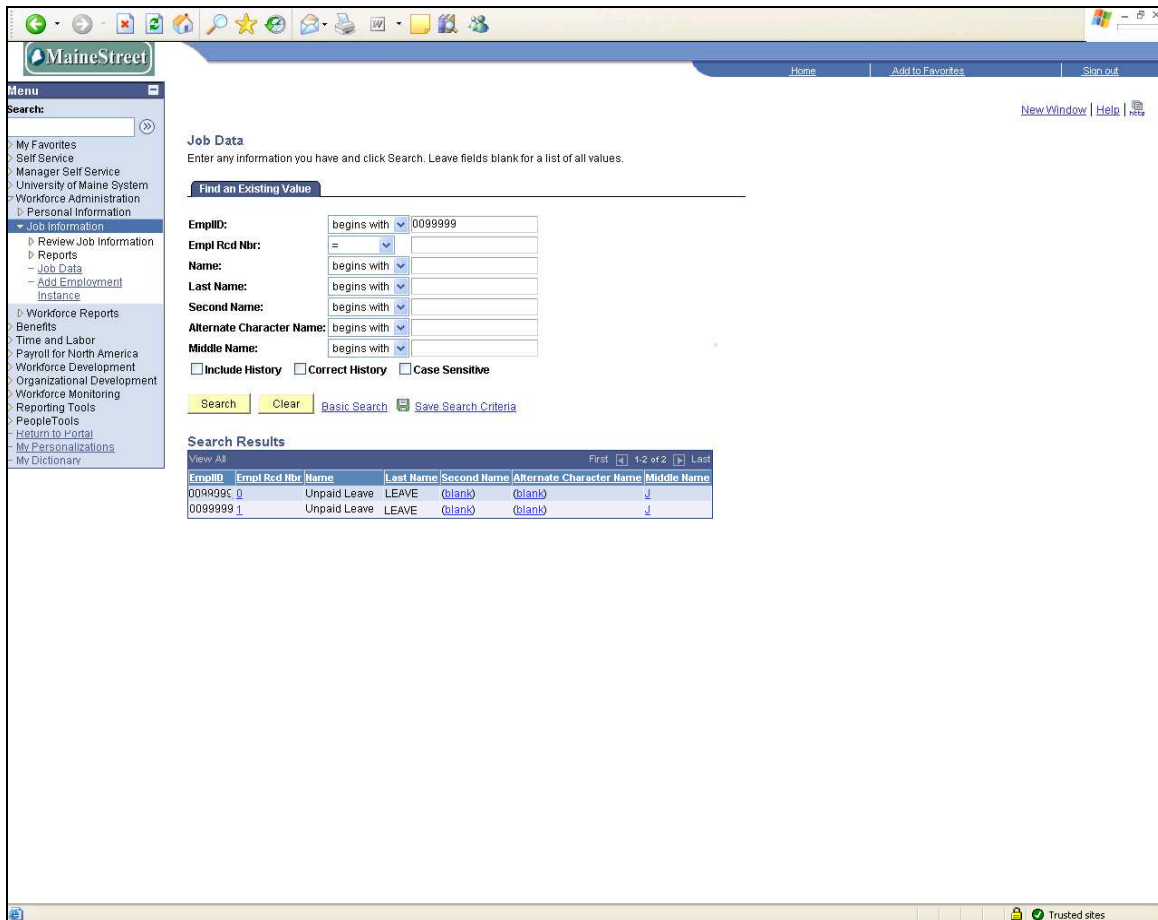 MaineStreet
Home Add to Favorites Sign out
Menu
Search:
My Favorites
Self Service
Manager Self Service
University of Maine System
Workforce Administration
Personal Information
Job Information
Review Job Information
Reports
Job Data
Add Employment
Instance
Workforce Reports
Benefits
Time and Labor
Payroll for North America
Workforce Development
Organizational Development
Workforce Monitoring
Reporting Tools
PeopleTools
Return to Portal
My Personalizations
My Dictionary
New Window | Help | http
Job Data
Enter any information you have and click Search. Leave fields blank for a list of all values.
Find an Existing Value
EmplID: begins with 0099999
Empl Rcd Nbr: =
Name: begins with
Last Name: begins with
Second Name: begins with
Alternate Character Name: begins with
Middle Name: begins with
Include History Correct History Case Sensitive
Search Clear Basic Search Save Search Criteria
Search Results
View All First 1-2 of 2 Last
EmplID Empl Rcd Nbr Name Last Name Second Name Alternate Character Name Middle Name
0099999 0 Unpaid Leave LEAVE (blank) (blank) J
0099999 1 Unpaid Leave LEAVE (blank) (blank) J
Trusted sites